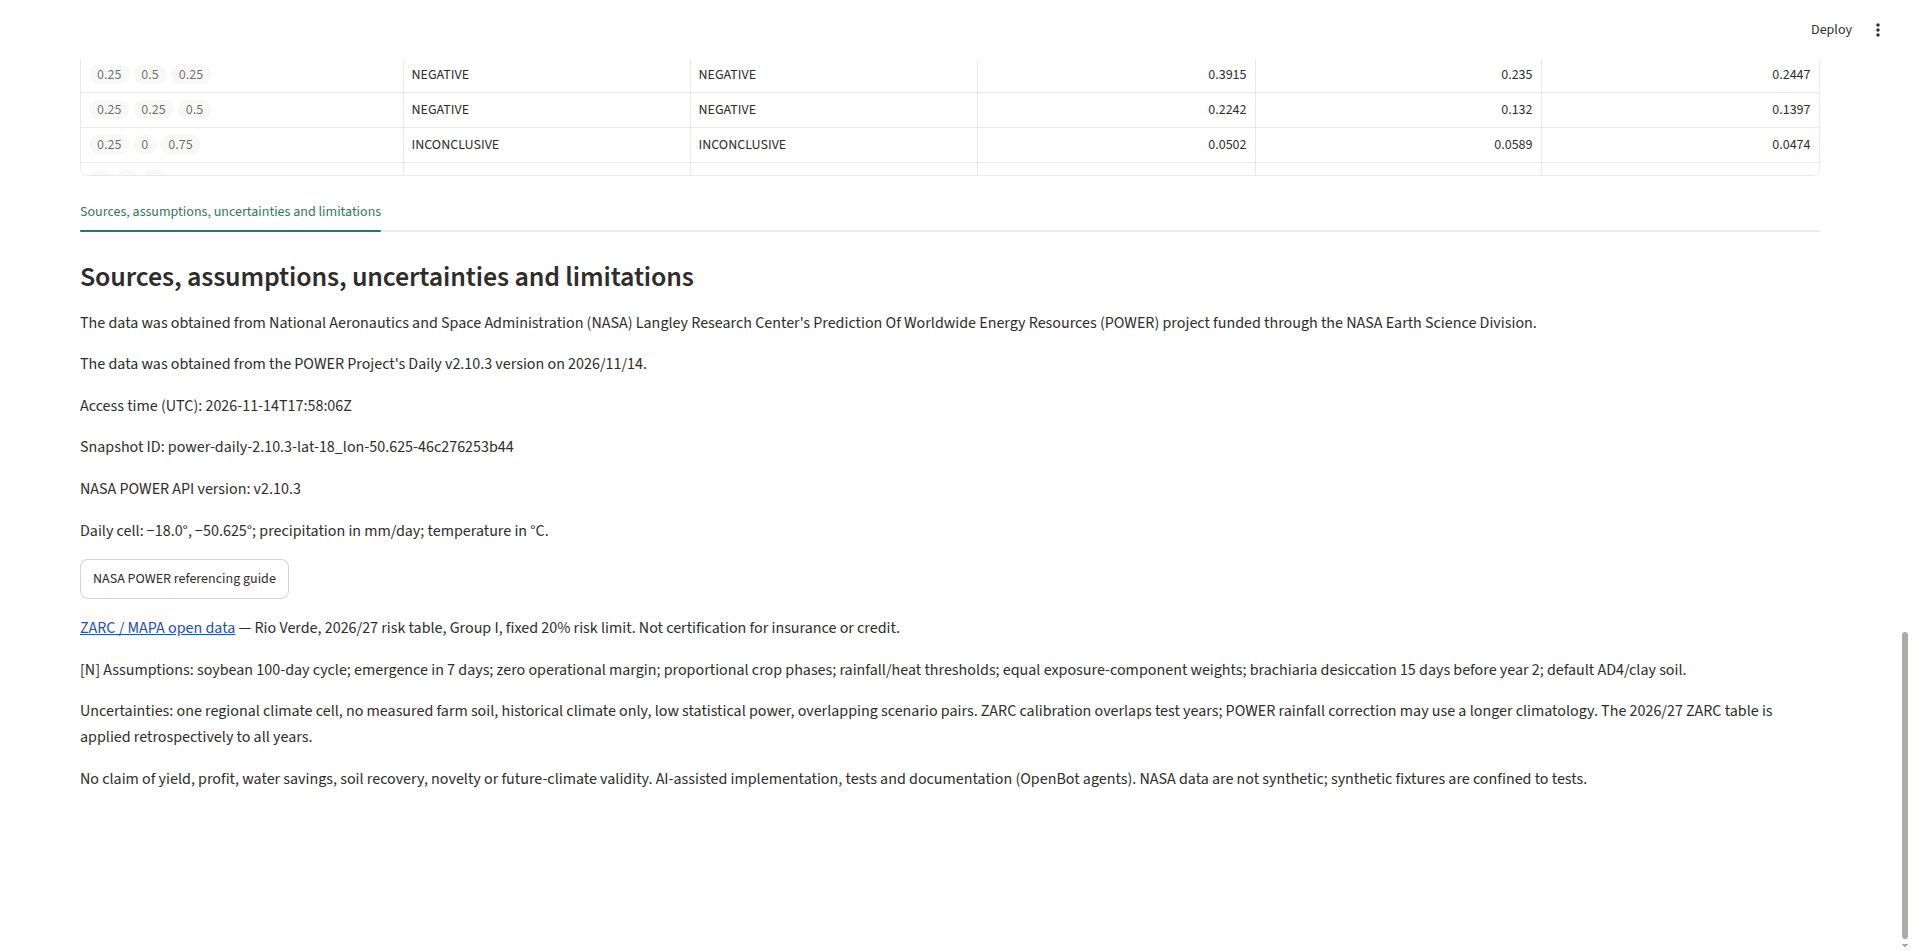 Deploy
0.25 0.5 0.25 NEGATIVE NEGATIVE 0.3915 0.235 0.2447
0.25 0.25 0.5 NEGATIVE NEGATIVE 0.2242 0.132 0.1397
0.25 0 0.75 INCONCLUSIVE INCONCLUSIVE 0.0502 0.0589 0.0474
Sources, assumptions, uncertainties and limitations
Sources, assumptions, uncertainties and limitations
The data was obtained from National Aeronautics and Space Administration (NASA) Langley Research Center's Prediction Of Worldwide Energy Resources (POWER) project funded through the NASA Earth Science Division.
The data was obtained from the POWER Project's Daily v2.10.3 version on 2026/11/14.
Access time (UTC): 2026-11-14T17:58:06Z
Snapshot ID: power-daily-2.10.3-lat-18_lon-50.625-46c276253b44
NASA POWER API version: v2.10.3
Daily cell: −18.0°, −50.625°; precipitation in mm/day; temperature in °C.
NASA POWER referencing guide
ZARC / MAPA open data — Rio Verde, 2026/27 risk table, Group I, fixed 20% risk limit. Not certification for insurance or credit.
[N] Assumptions: soybean 100-day cycle; emergence in 7 days; zero operational margin; proportional crop phases; rainfall/heat thresholds; equal exposure-component weights; brachiaria desiccation 15 days before year 2; default AD4/clay soil.
Uncertainties: one regional climate cell, no measured farm soil, historical climate only, low statistical power, overlapping scenario pairs. ZARC calibration overlaps test years; POWER rainfall correction may use a longer climatology. The 2026/27 ZARC table is
applied retrospectively to all years.
No claim of yield, profit, water savings, soil recovery, novelty or future-climate validity. AI-assisted implementation, tests and documentation (OpenBot agents). NASA data are not synthetic; synthetic fixtures are confined to tests.